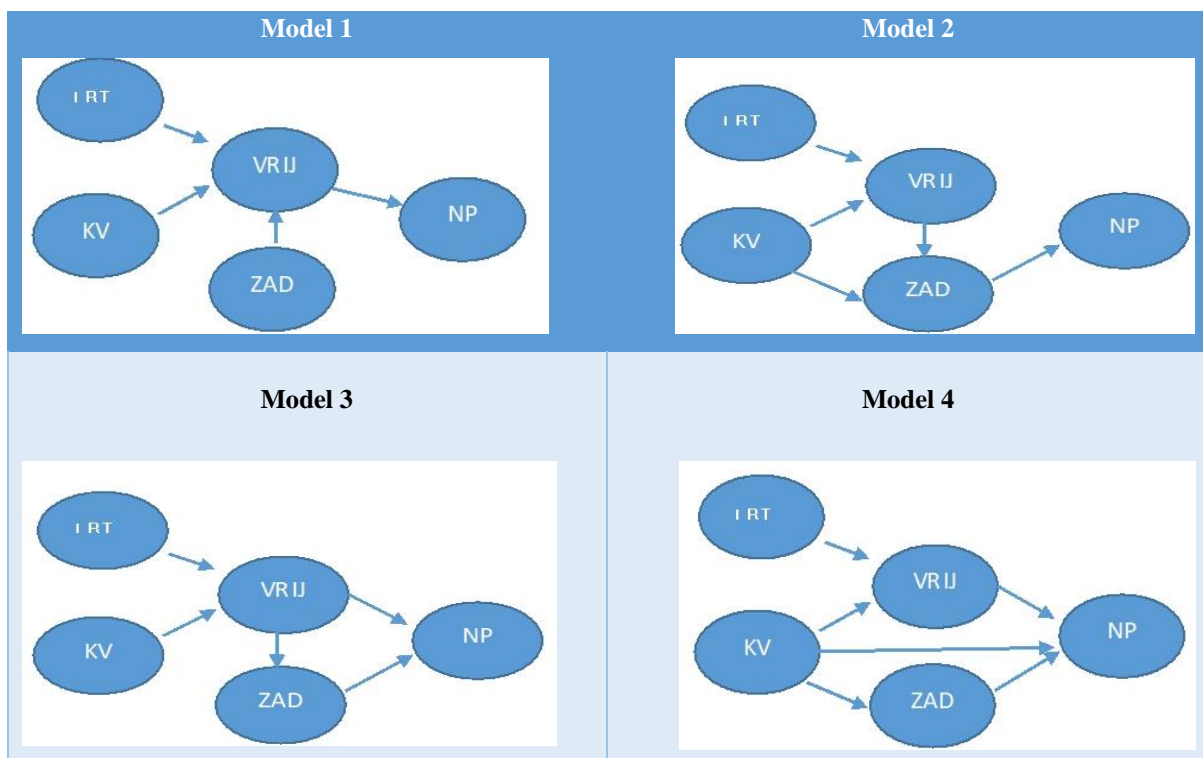 Model 1
LRT
VRIJ
KV
NP
ZAD
Model 2
LRT
VRIJ
KV
NP
ZAD
Model 3
LRT
VRIJ
KV
NP
ZAD
Model 4
LRT
VRIJ
KV
NP
ZAD